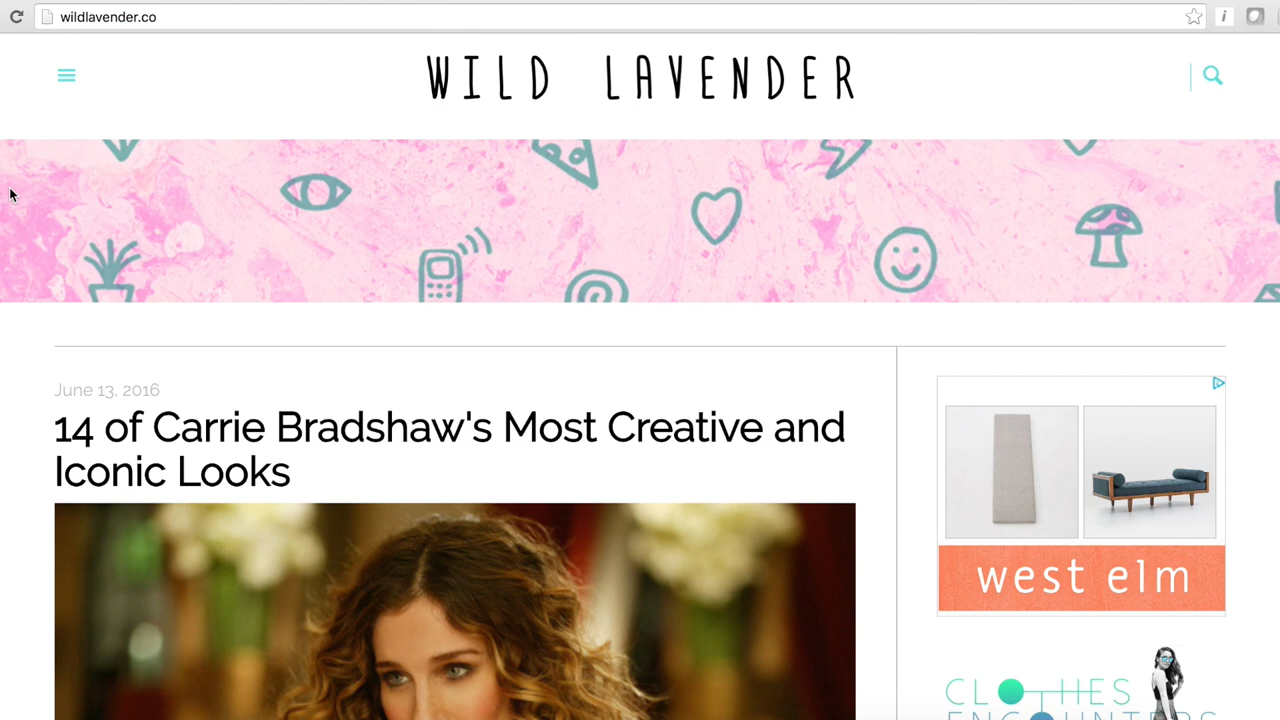 wildlavender.co
WILD LAVENDER
June 13, 2016
14 of Carrie Bradshaw's Most Creative and
Iconic Looks
west elm
CLOTHES
ENCOUNTERS